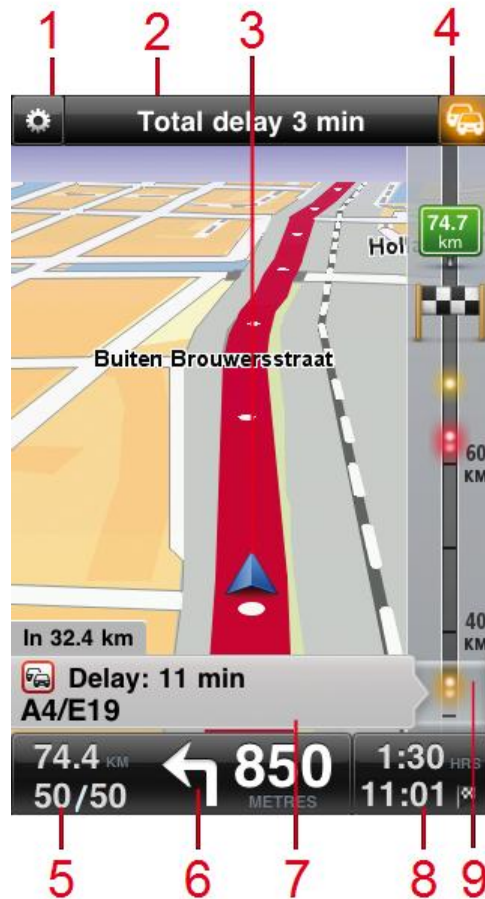 1 2 3 4
Total delay 3 min
74.7
km
Buiten Brouwersstraat
60
KM
In 32.4 km
40
KM
Delay: 11 min
A4/E19
74.4 KM
50/50
850
METRES
1:30 HRS
11:01
5 6 7 8 9